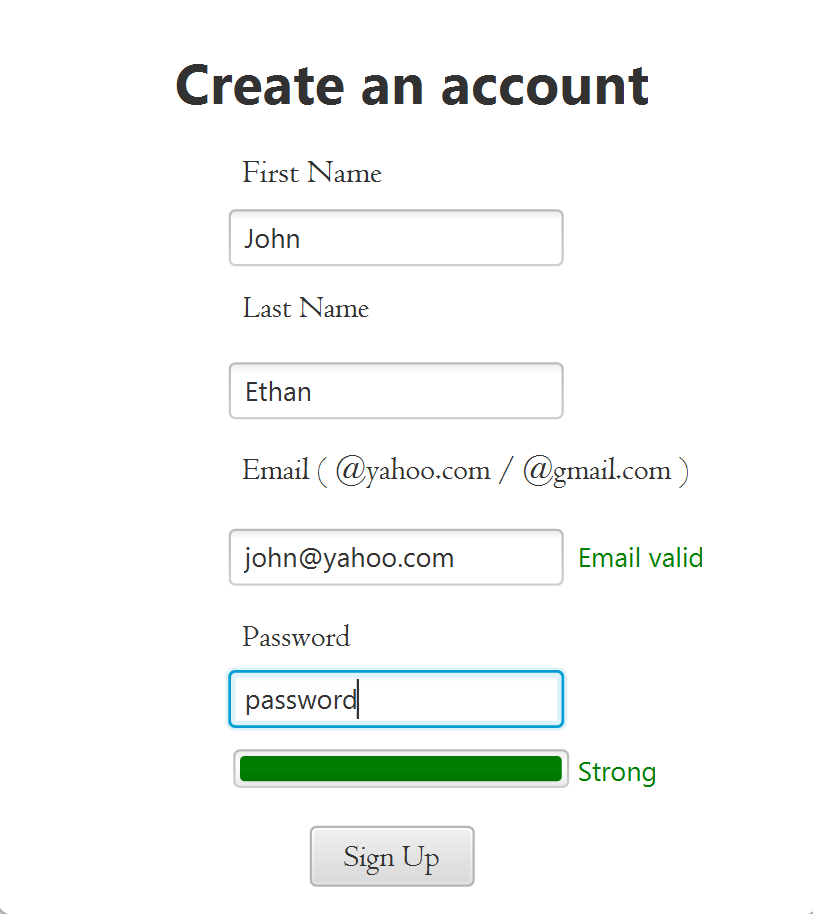 Create an account
First Name
John
Last Name
Ethan
Email ( @yahoo.com / @gmail.com )
john@yahoo.com Email valid
Password
password
Strong
Sign Up